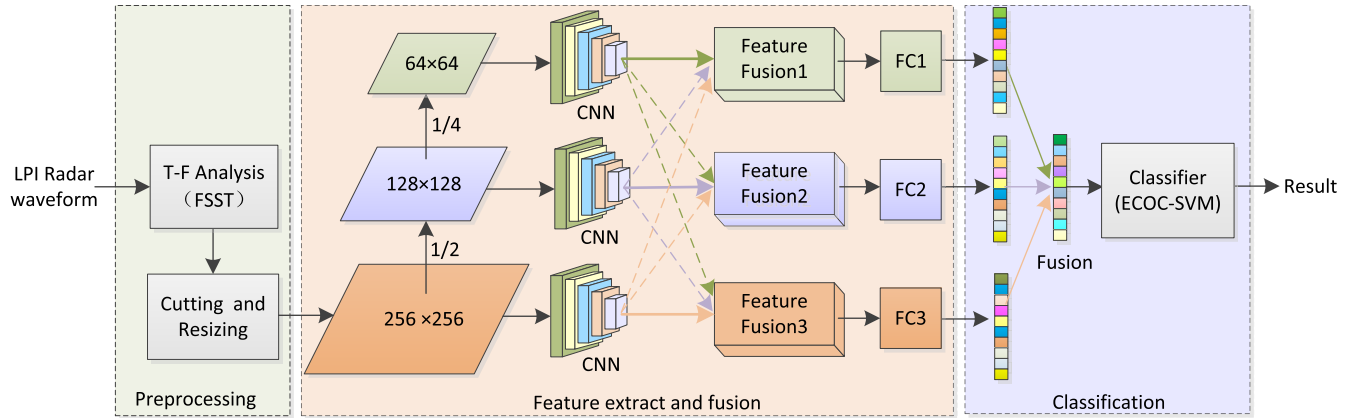 LPI Radar
waveform
T-F Analysis
（FSST）
Cutting and
Resizing
Preprocessing
64×64
1/4
128×128
1/2
256 ×256
CNN
CNN
CNN
Feature
Fusion1
Feature
Fusion2
Feature
Fusion3
FC1
FC2
FC3
Feature extract and fusion
Fusion
Classifier
(ECOC-SVM)
Classification
Result